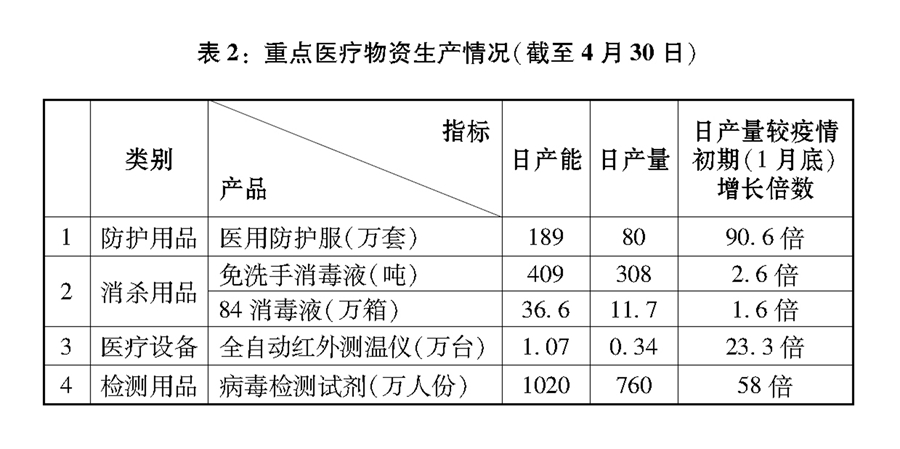 表2：重点医疗物资生产情况(截至4月30日)
类别
指标
产品
日产能
日产量
日产量较疫情
初期(1月底)
增长倍数
1 防护用品 医用防护服(万套) 189 80 90.6倍
2 消杀用品 免洗手消毒液(吨) 409 308 2.6倍
84消毒液(万箱) 36.6 11.7 1.6倍
3 医疗设备 全自动红外测温仪(万台) 1.07 0.34 23.3倍
4 检测用品 病毒检测试剂(万人份) 1020 760 58倍